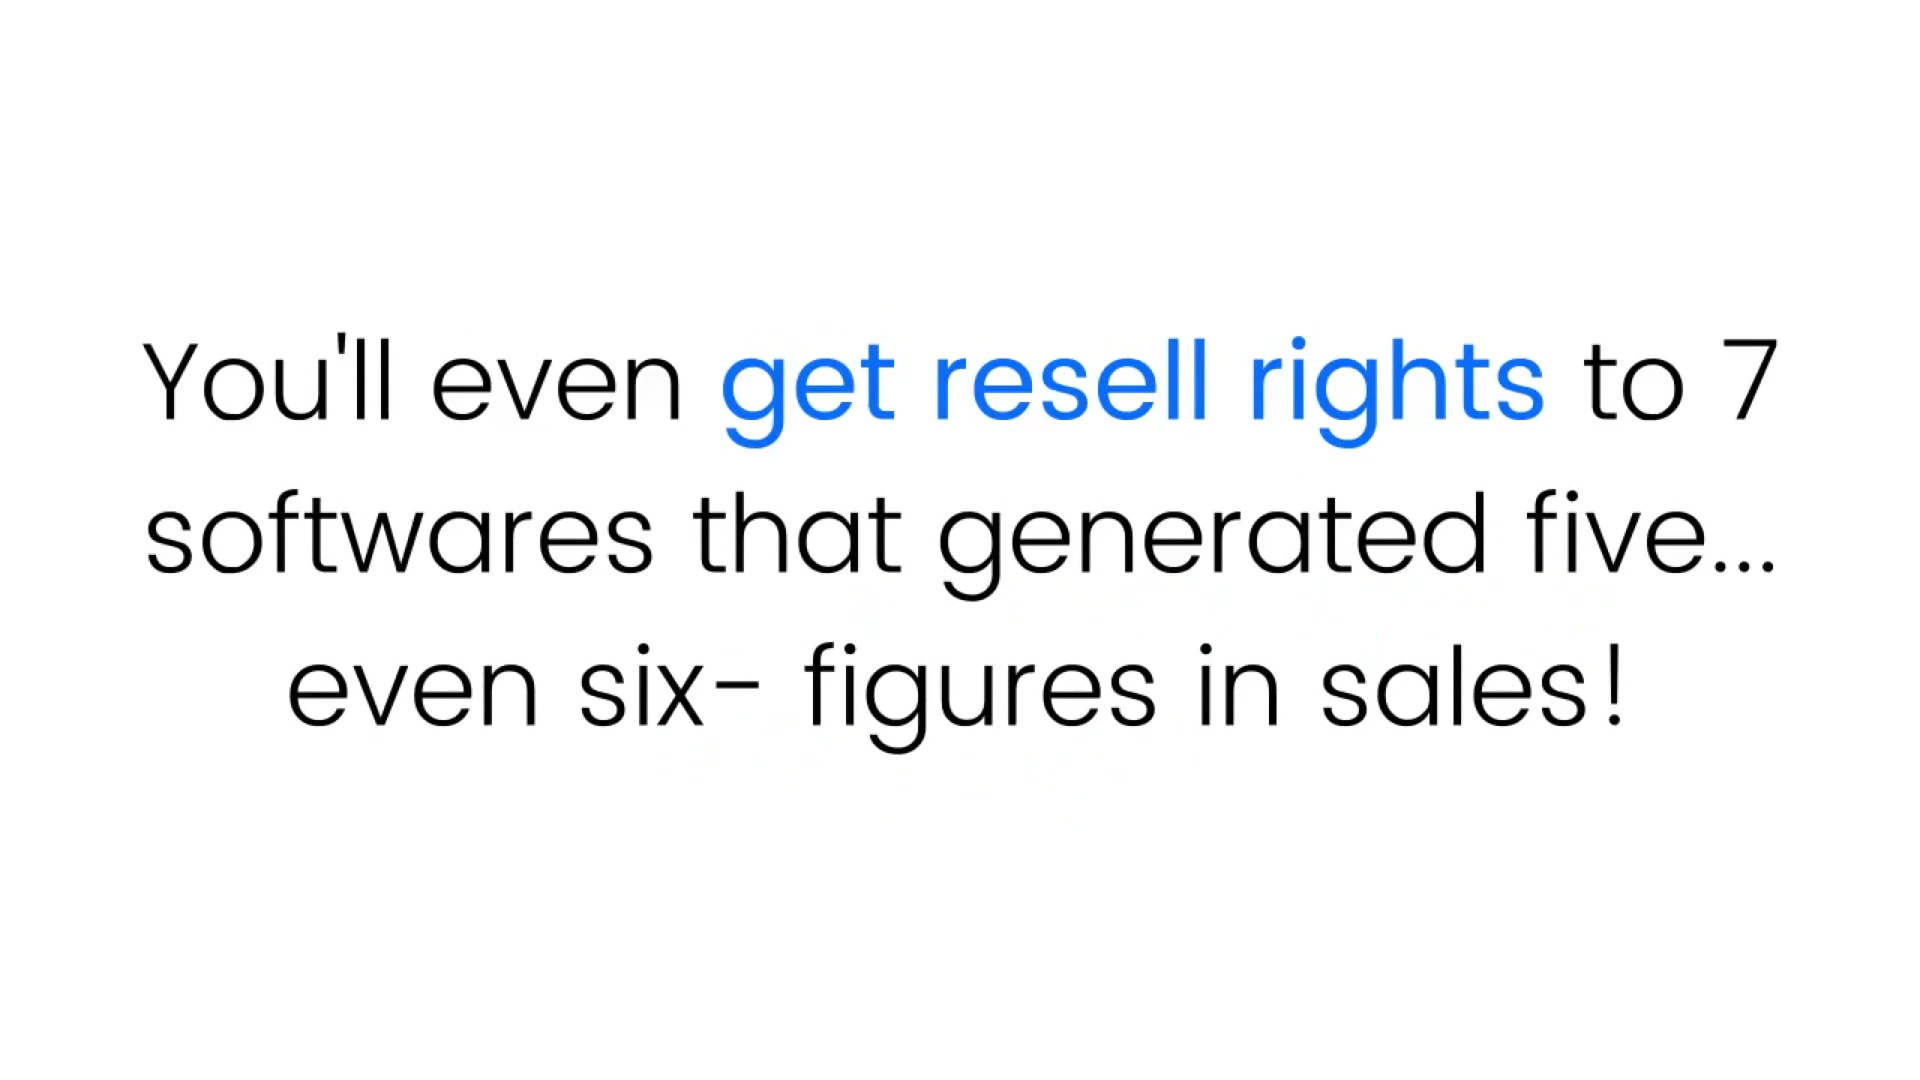 You'll even get resell rights to 7
softwares that generated five...
even six- figures in sales!